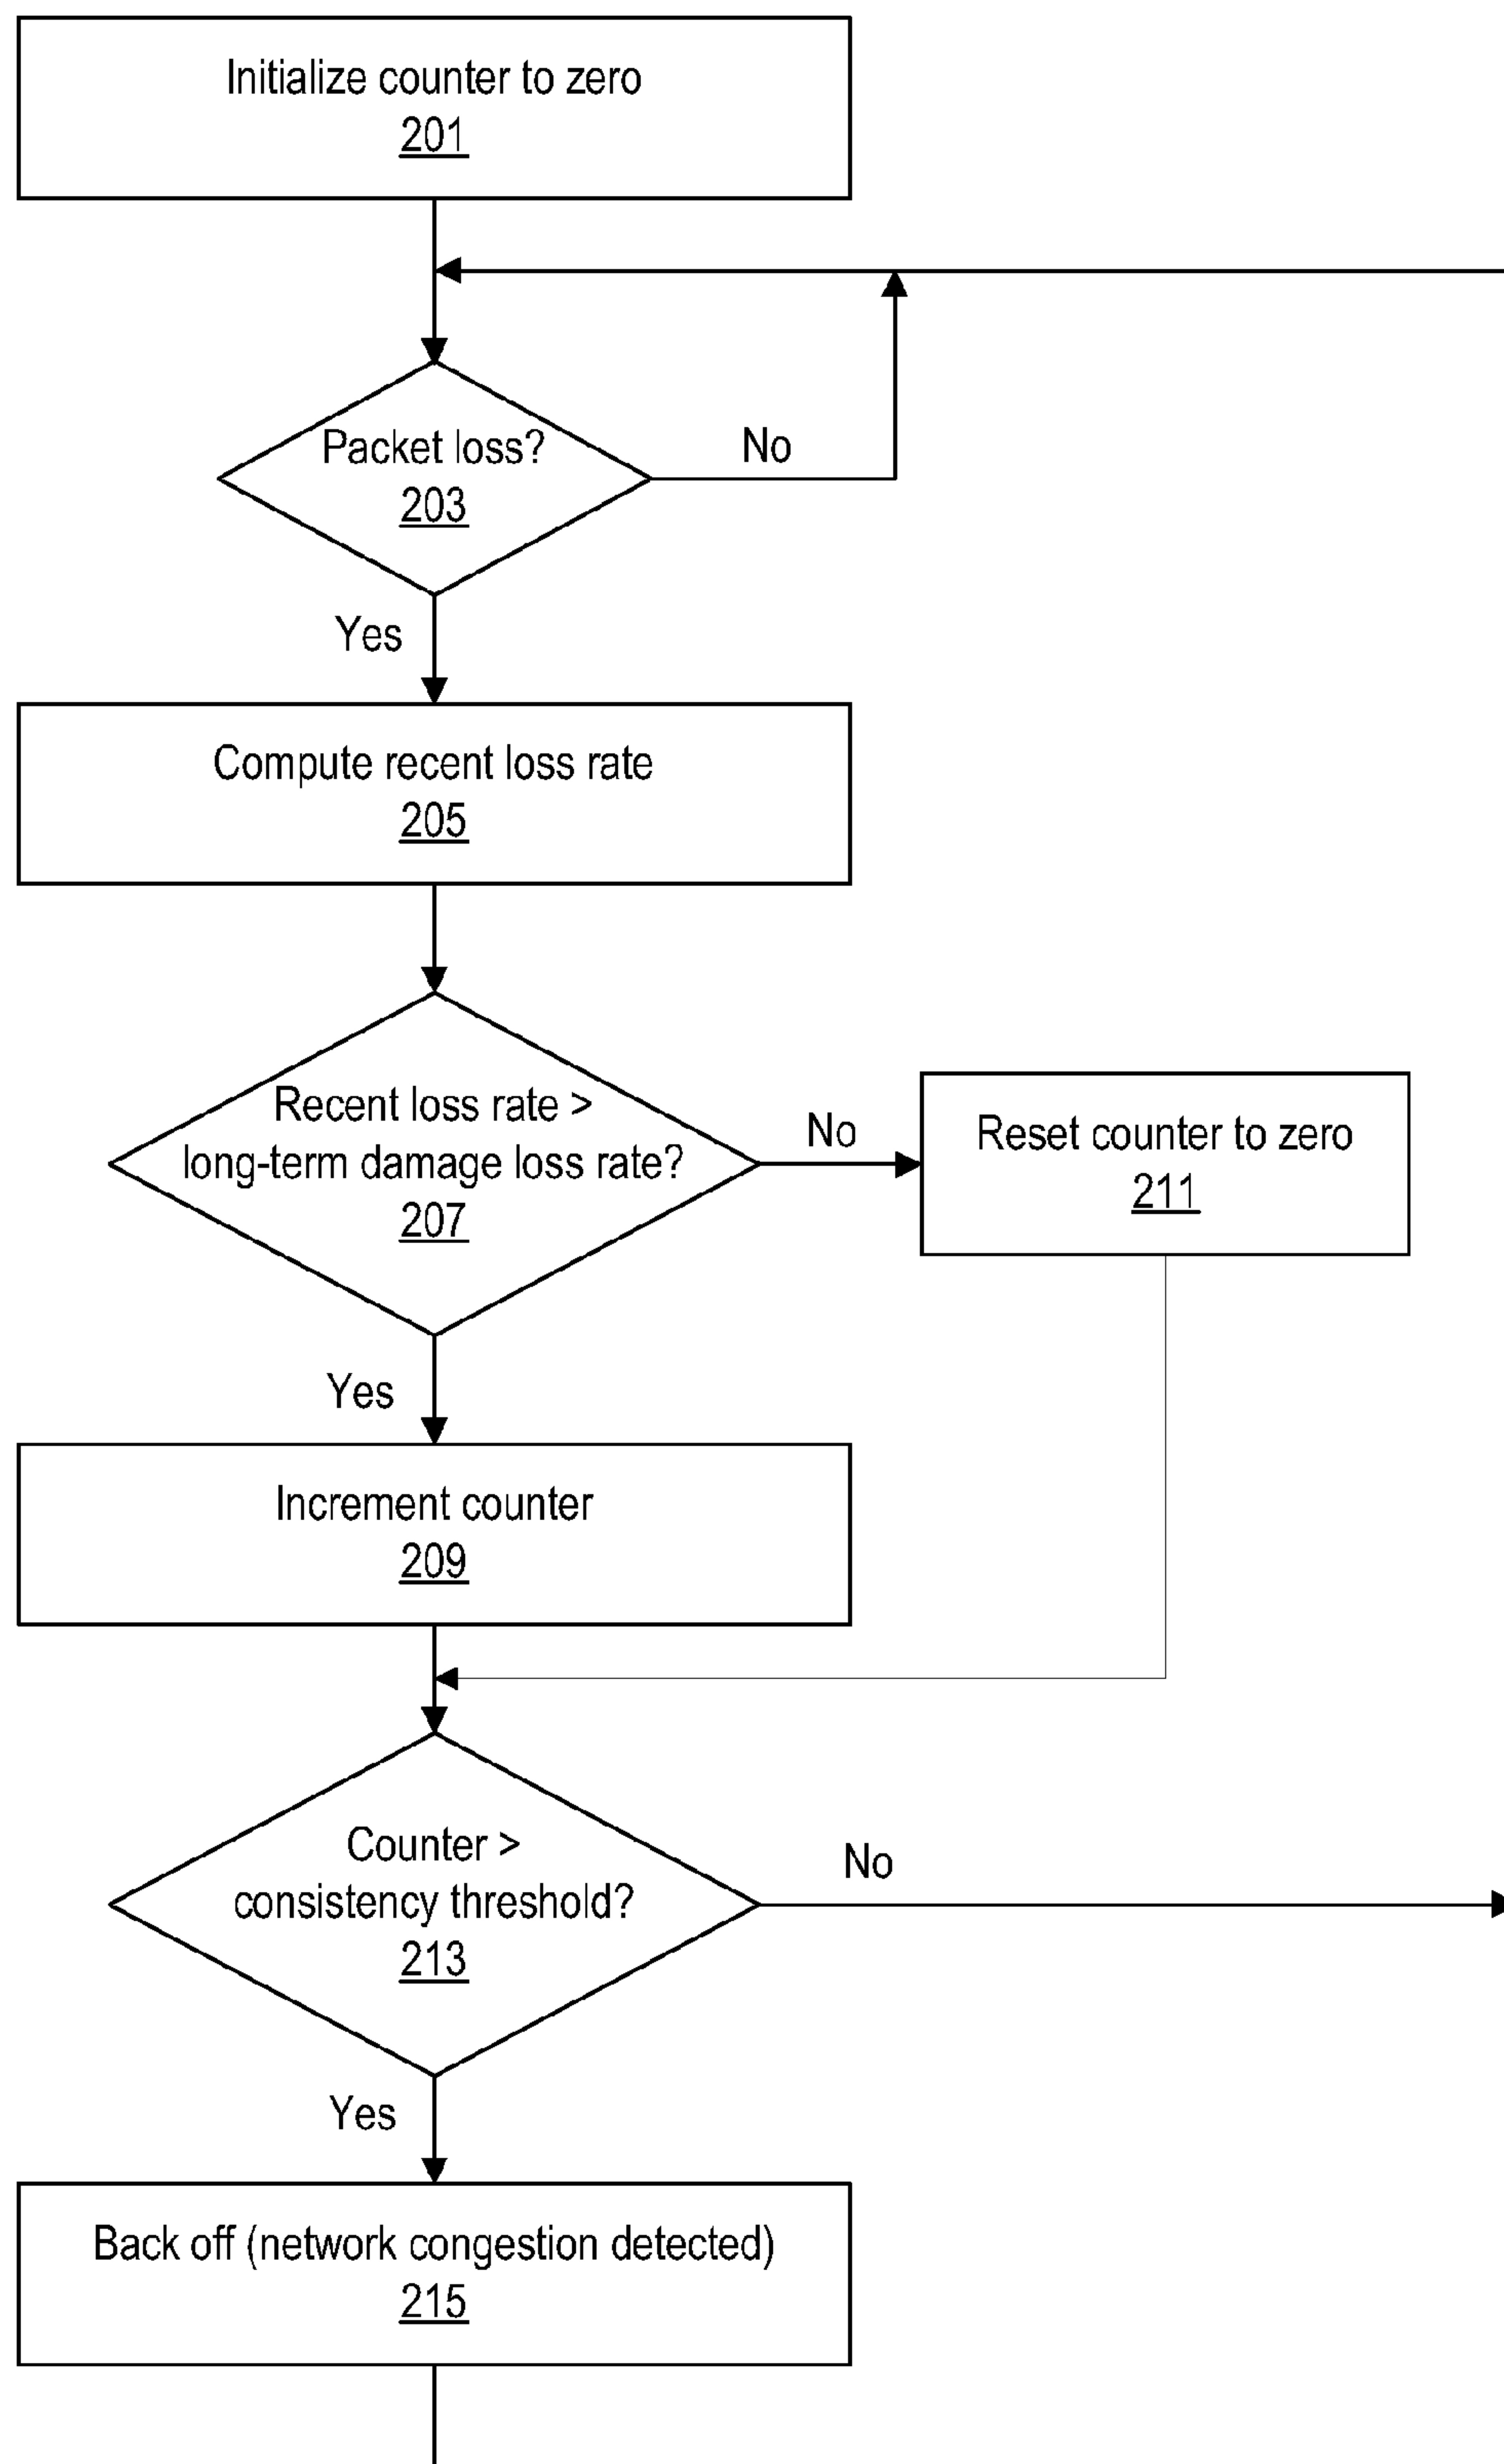 Initialize counter to zero
201
Packet loss?
203
No
Yes
Compute recent loss rate
205
Recent loss rate >
long-term damage loss rate?
207
No
Reset counter to zero
211
Yes
Increment counter
209
Counter >
consistency threshold?
213
No
Yes
Back off (network congestion detected)
215